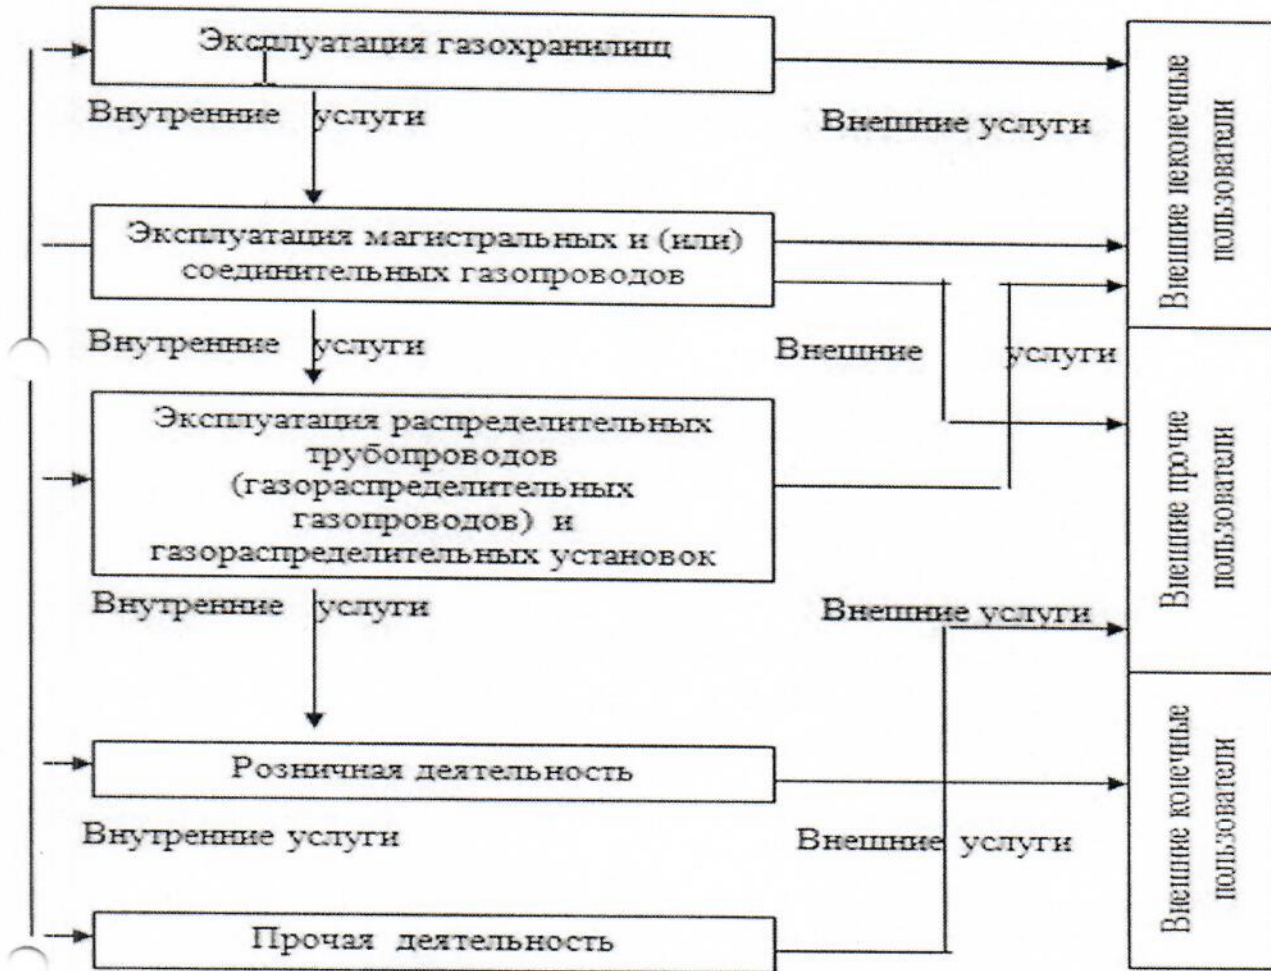 Эксплуатация газохранилищ
Внутренние услуги
Внешние услуги
Эксплуатация магистральных и (или)
соединительных газопроводов
Внутренние услуги
Внешние услуги
Эксплуатация распределительных
трубопроводов
(газораспределительных
газопроводов) и
газораспределительных установок
Внутренние услуги
Внешние услуги
Розничная деятельность
Внутренние услуги
Внешние услуги
Прочая деятельность
Внешние неконечные
пользователи
Внешние прочие
пользователи
Внешние конечные
пользователи